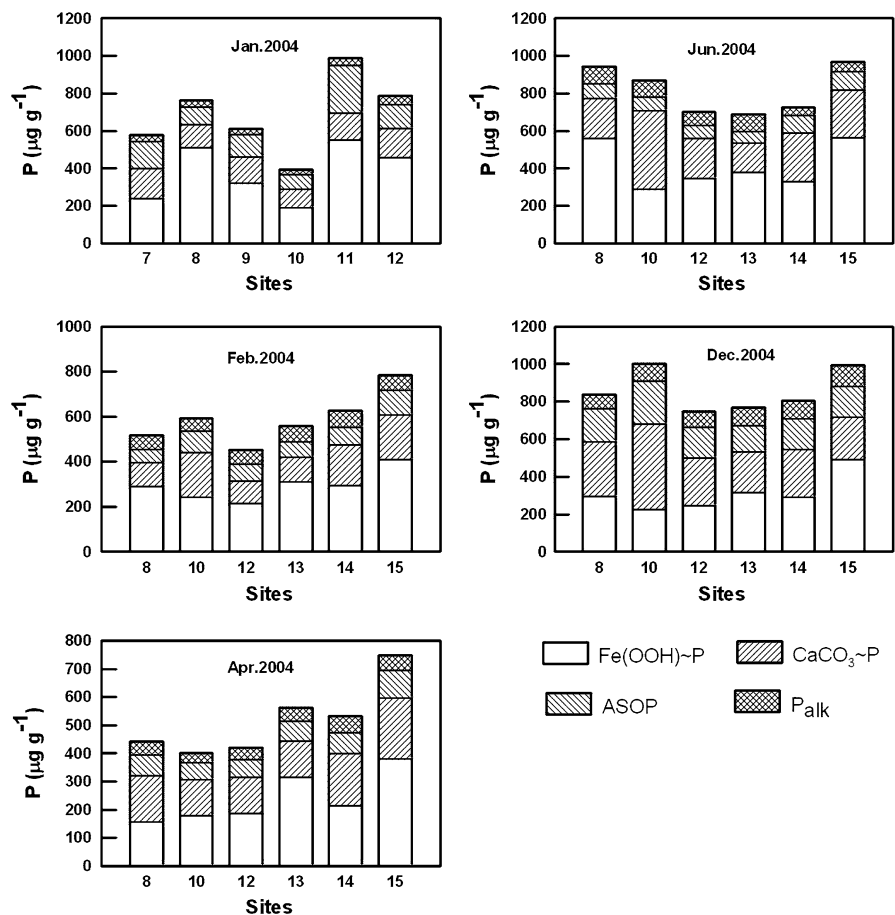 1200
1000
800
600
400
200
0
P (µg g-1)
Jan.2004
7 8 9 10 11 12
Sites
1200
1000
800
600
400
200
0
P (µg g-1)
Jun.2004
8 10 12 13 14 15
Sites
1000
800
600
400
200
0
P (µg g-1)
Feb.2004
8 10 12 13 14 15
Sites
1200
1000
800
600
400
200
0
P (µg g-1)
Dec.2004
8 10 12 13 14 15
Sites
800
700
600
500
400
300
200
100
0
P (µg g-1)
Apr.2004
8 10 12 13 14 15
Sites
Fe(OOH)~P
CaCO3~P
ASOP
Palk